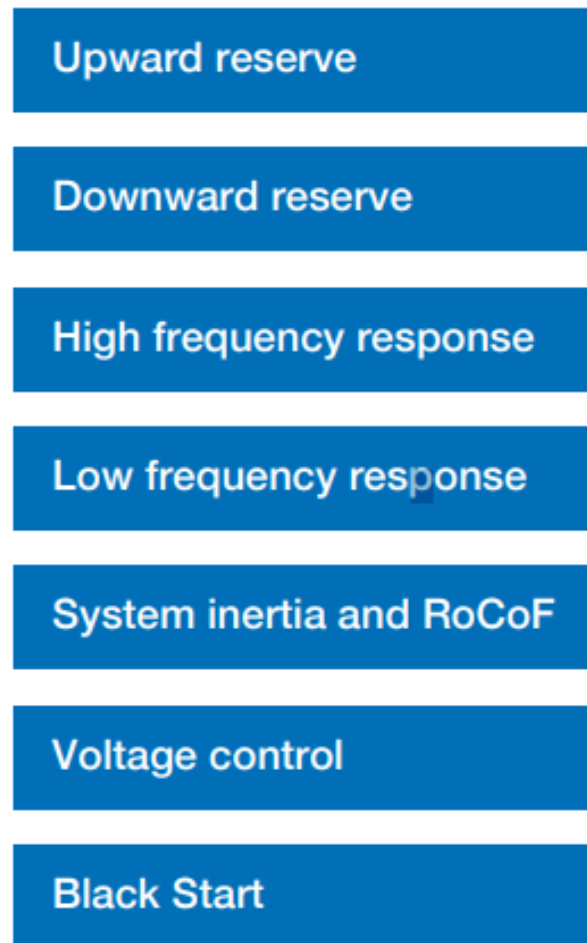 Upward reserve
Downward reserve
High frequency response
Low frequency response
System inertia and RoCoF
Voltage control
Black Start